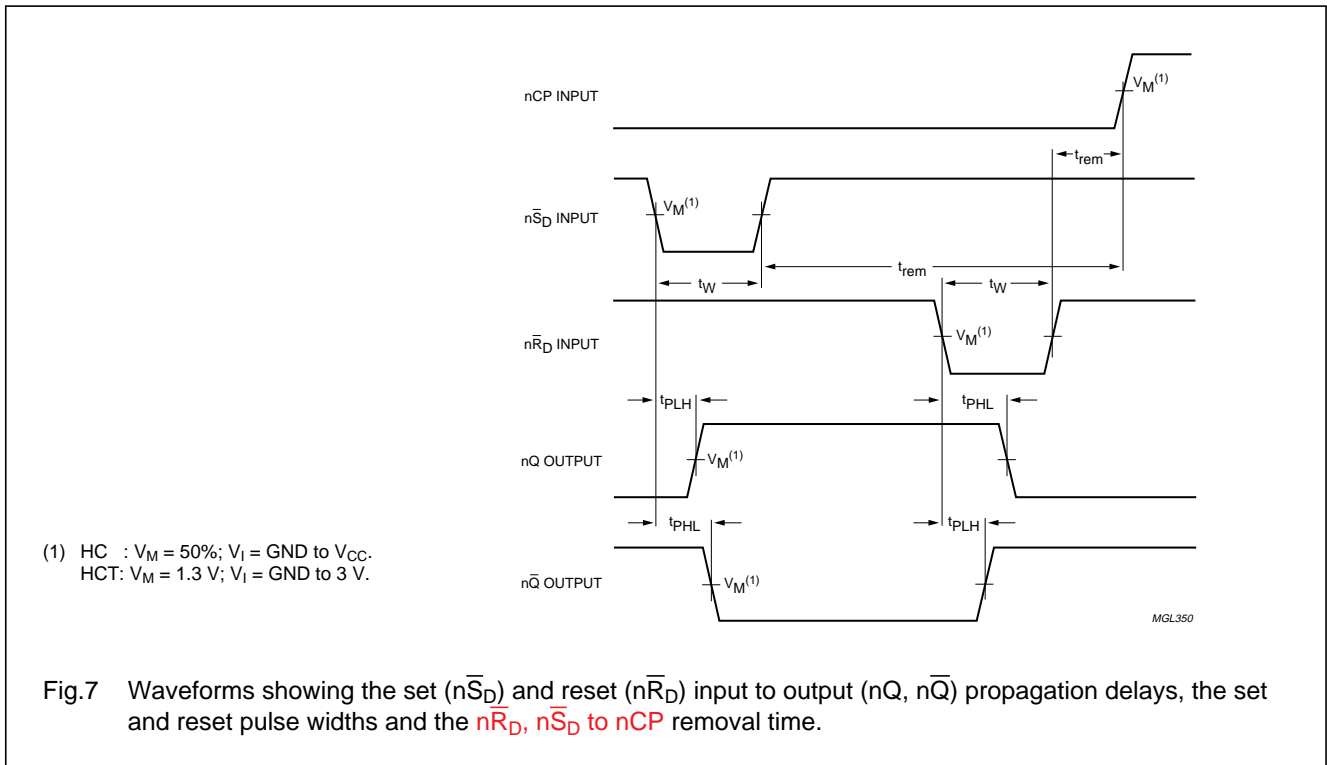 nCP INPUT
V_M^(1)
t_rem
nS̅_D INPUT
V_M^(1)
t_rem
t_W
t_W
nR̅_D INPUT
V_M^(1)
t_PLH
t_PHL
nQ OUTPUT
V_M^(1)
t_PHL
t_PLH
(1) HC : V_M = 50%; V_I = GND to V_CC.
HCT: V_M = 1.3 V; V_I = GND to 3 V.
nQ̅ OUTPUT
V_M^(1)
MGL350
Fig.7 Waveforms showing the set (nS̅_D) and reset (nR̅_D) input to output (nQ, nQ̅) propagation delays, the set
and reset pulse widths and the nR̅_D, nS̅_D to nCP removal time.